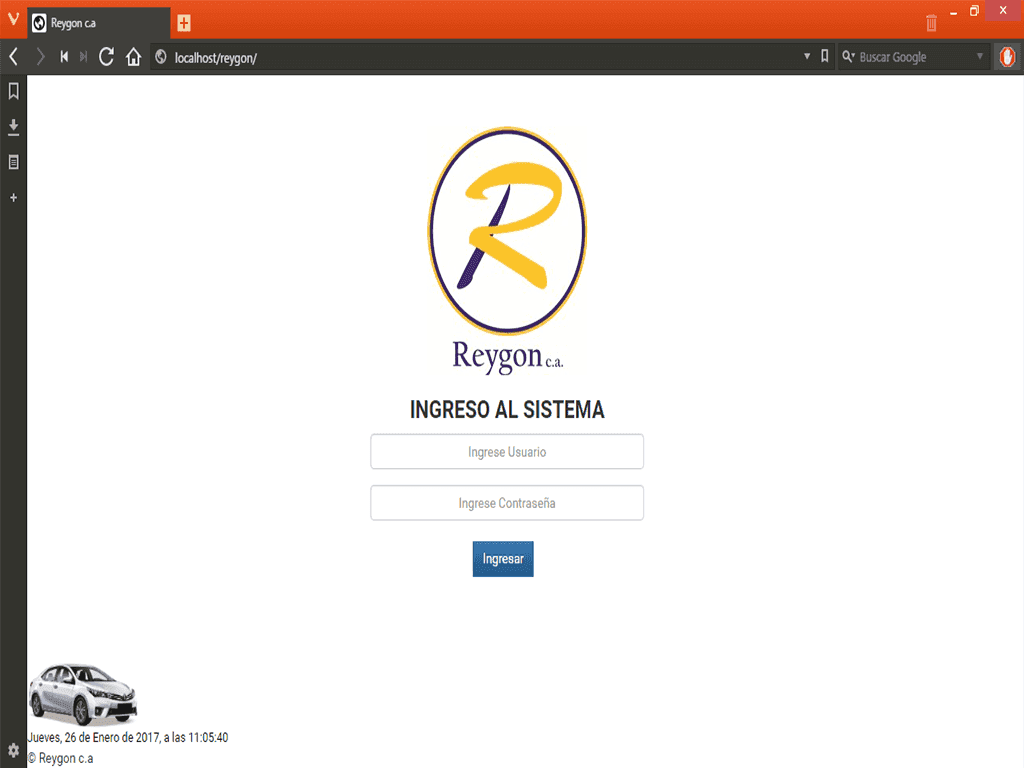 Reygon c.a
localhost/reygon/
Buscar Google
Reygon c.a.
INGRESO AL SISTEMA
Ingrese Usuario
Ingrese Contraseña
Ingresar
Jueves, 26 de Enero de 2017, a las 11:05:40
© Reygon c.a